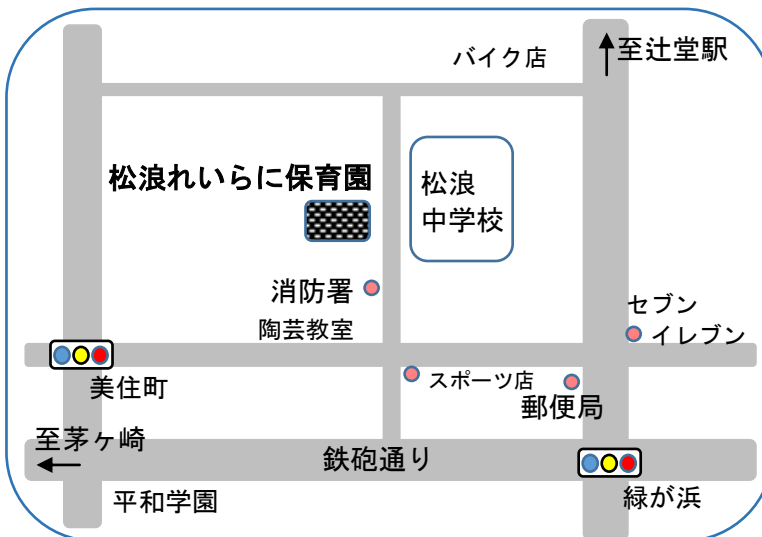 バイク店
至辻堂駅
松浪れいらに保育園
松浪
中学校
消防署
陶芸教室
セブン
イレブン
美住町
スポーツ店
郵便局
至茅ヶ崎
鉄砲通り
平和学園
緑が浜